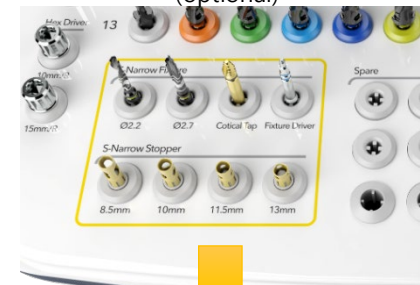 (optional)
Hex Driver
13
10mm/R
S-Narrow Fixture
Spare
15mm/R
Ø2.2 Ø2.7 Cotical Tap Fixture Driver
S-Narrow Stopper
8.5mm 10mm 11.5mm 13mm